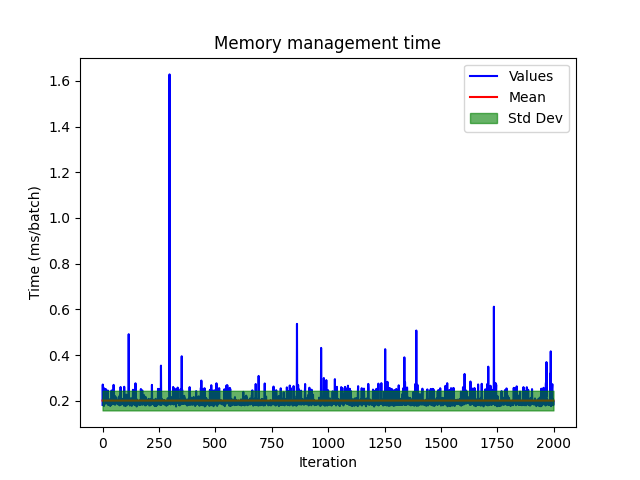 Memory management time
Values
Mean
Std Dev
Time (ms/batch)
1.6
1.4
1.2
1.0
0.8
0.6
0.4
0.2
0 250 500 750 1000 1250 1500 1750 2000
Iteration